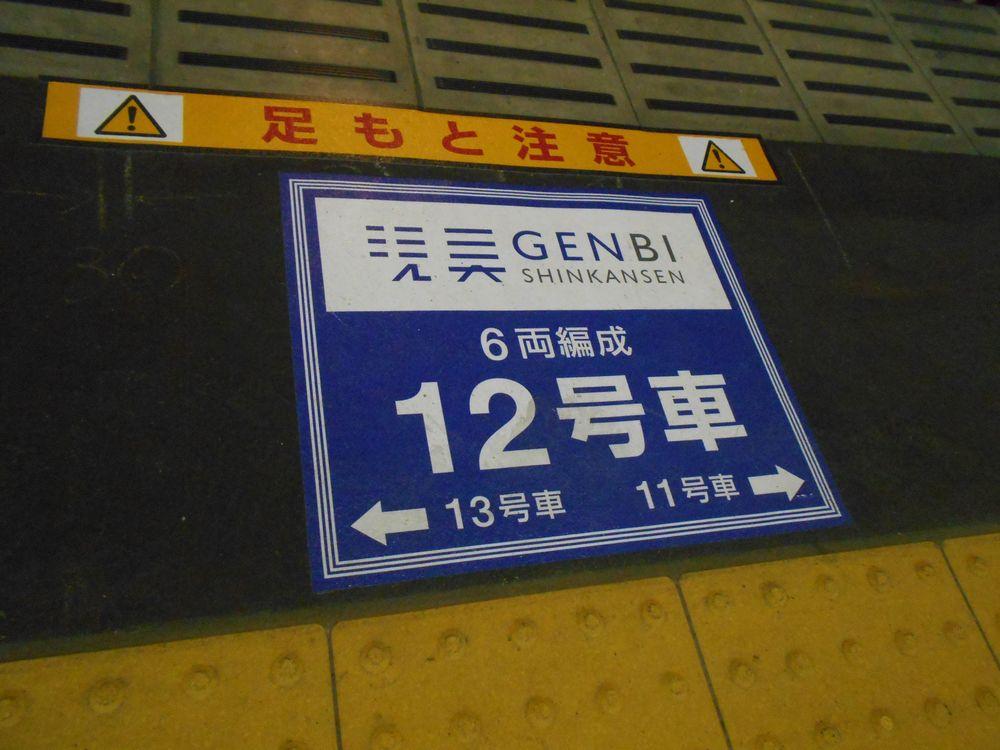 足もと注意
現美 GENBI
SHINKANSEN
6両編成
12号車
13号車 11号車